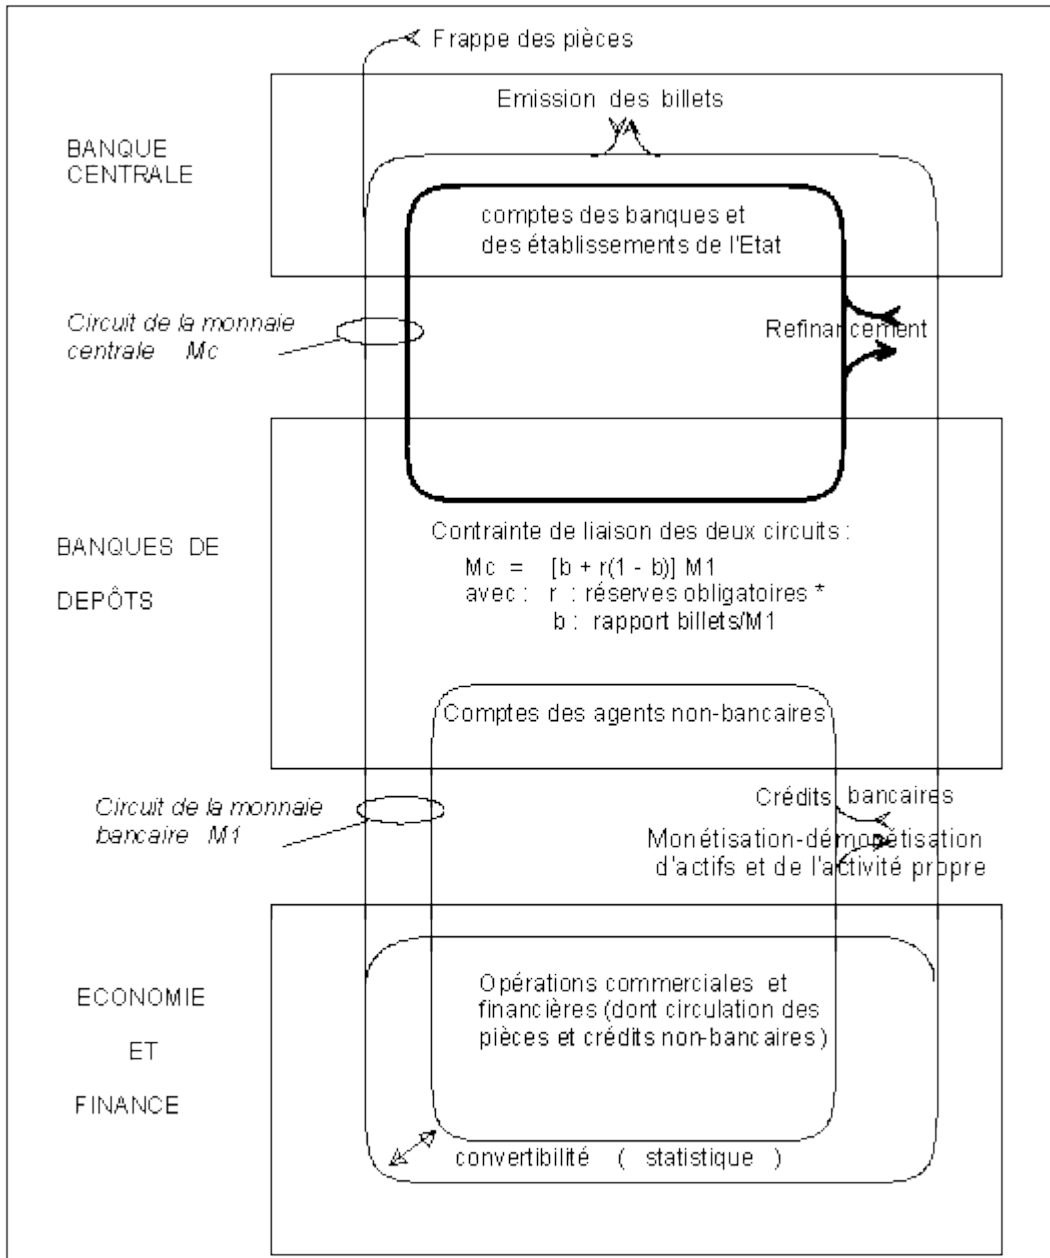 Frappe des pièces
Emission des billets
BANQUE
CENTRALE
comptes des banques et
des établissements de l'Etat
Circuit de la monnaie
centrale Mc
Refinancement
BANQUES DE
DEPÔTS
Contrainte de liaison des deux circuits :
Mc = [b + r(1 - b)] M1
avec : r : réserves obligatoires *
b : rapport billets/M1
Comptes des agents non-bancaires
Circuit de la monnaie
bancaire M1
Crédits bancaires
Monétisation-démonétisation
d'actifs et de l'activité propre
ECONOMIE
ET
FINANCE
Opérations commerciales et
financières (dont circulation des
pièces et crédits non-bancaires )
convertibilité ( statistique )